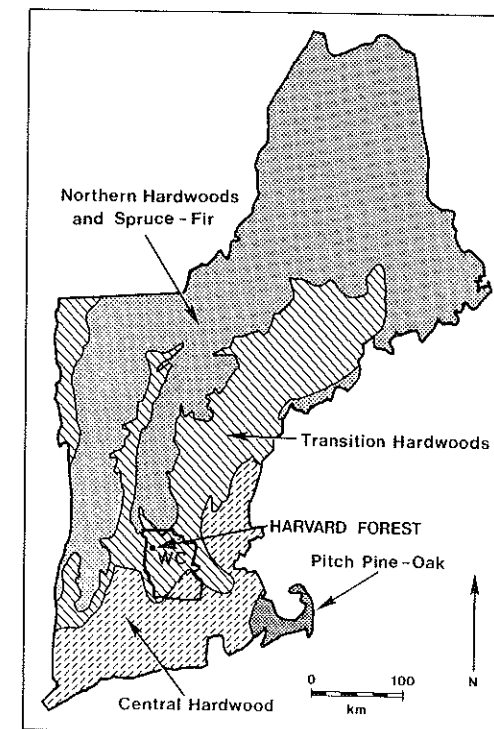 Northern Hardwoods
and Spruce-Fir
Transition Hardwoods
HARVARD FOREST
WC
Pitch Pine-Oak
Central Hardwood
0 100
km
N